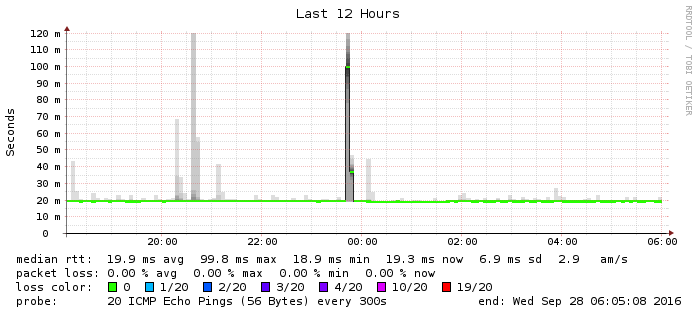 Last 12 Hours
RRDTOOL / TOBI OETIKER
Seconds
120 m
110 m
100 m
90 m
80 m
70 m
60 m
50 m
40 m
30 m
20 m
10 m
0
20:00 22:00 00:00 02:00 04:00 06:00
median rtt: 19.9 ms avg 99.8 ms max 18.9 ms min 19.3 ms now 6.9 ms sd 2.9 am/s
packet loss: 0.00 % avg 0.00 % max 0.00 % min 0.00 % now
loss color: 0 1/20 2/20 3/20 4/20 10/20 19/20
probe: 20 ICMP Echo Pings (56 Bytes) every 300s end: Wed Sep 28 06:05:08 2016